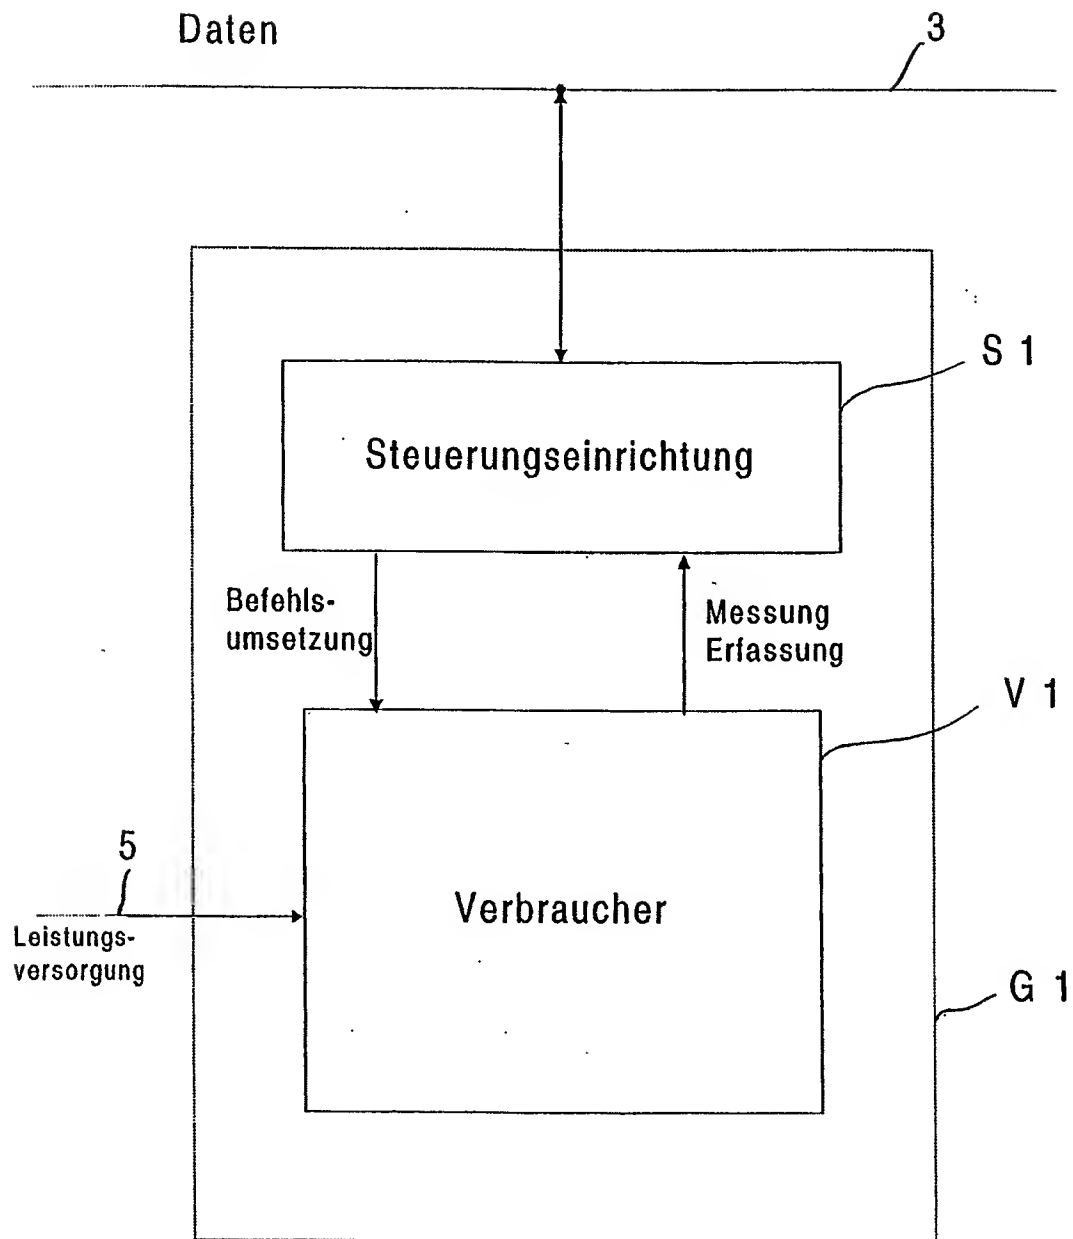 Daten
3
S 1
Steuerungseinrichtung
Befehls-
umsetzung
Messung
Erfassung
V 1
5
Verbraucher
Leistungs-
versorgung
G 1